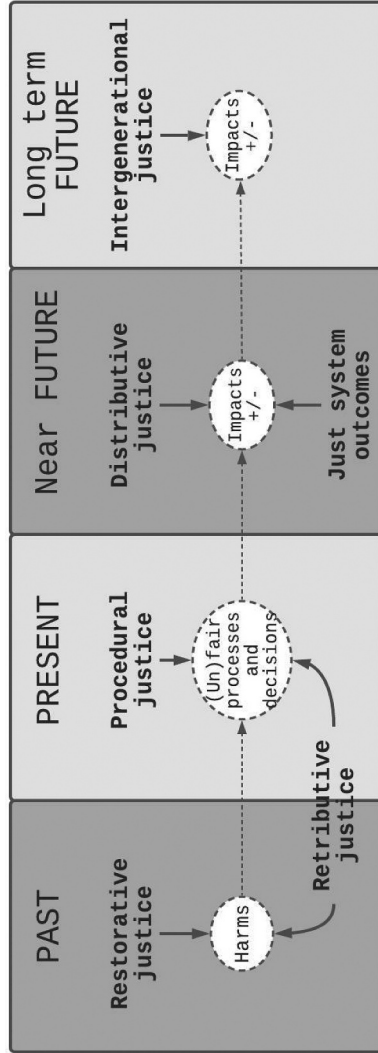 PAST
Restorative
justice
Harms
Retributive
justice
PRESENT
Procedural
justice
(Un)fair
processes
and
decisions
Near FUTURE
Distributive
justice
Impacts
+/-
Just system
outcomes
Long term
FUTURE
Intergenerational
justice
Impacts
+/-